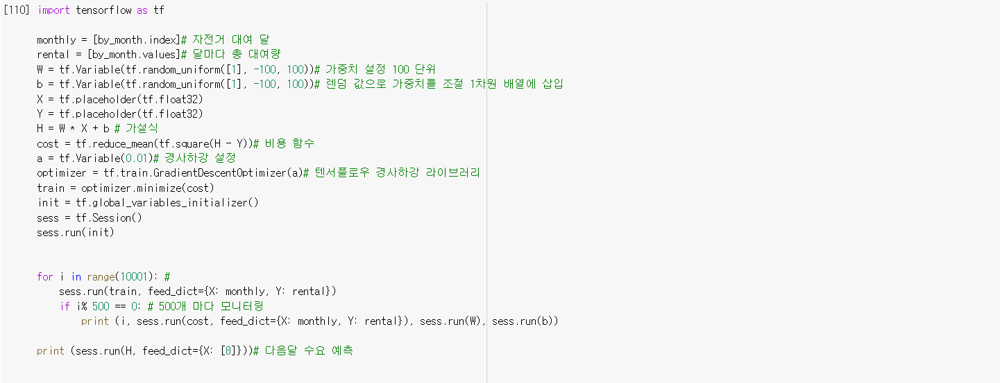 [110] import tensorflow as tf
monthly = [by_month.index]# 자전거 대여 달
rental = [by_month.values]# 달마다 총 대여량
W = tf.Variable(tf.random_uniform([1], -100, 100))# 가중치 설정 100 단위
b = tf.Variable(tf.random_uniform([1], -100, 100))# 렌덤 값으로 가중치를 조절 1차원 배열에 삽입
X = tf.placeholder(tf.float32)
Y = tf.placeholder(tf.float32)
H = W * X + b # 가설식
cost = tf.reduce_mean(tf.square(H - Y))# 비용 함수
a = tf.Variable(0.01)# 경사하강 설정
optimizer = tf.train.GradientDescentOptimizer(a)# 텐서플로우 경사하강 라이브러리
train = optimizer.minimize(cost)
init = tf.global_variables_initializer()
sess = tf.Session()
sess.run(init)
for i in range(10001): #
    sess.run(train, feed_dict={X: monthly, Y: rental})
    if i% 500 == 0: # 500개 마다 모니터링
        print (i, sess.run(cost, feed_dict={X: monthly, Y: rental}), sess.run(W), sess.run(b))
print (sess.run(H, feed_dict={X: [8]}))# 다음달 수요 예측